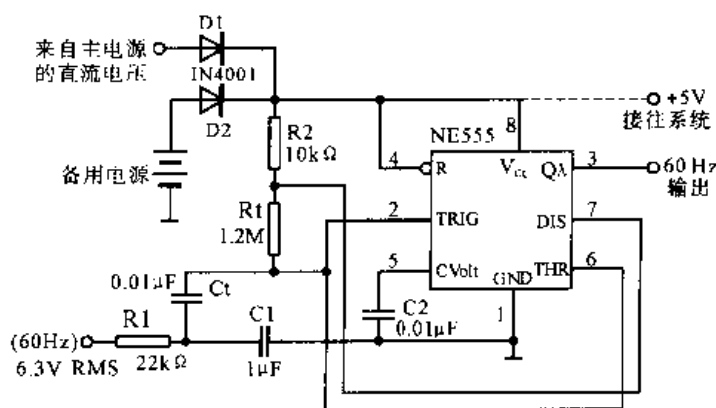 D1
来自主电源
的直流电压
IN4001
D2
备用电源
R2
10kΩ
Rt
1.2M
NE555
8
+5V
接往系统
4
R
Vcc
QA
3
60Hz
输出
2
TRIG
DIS
7
5
CVolt
GND
THR
6
1
0.01μF
Ct
C1
1μF
C2
0.01μF
(60Hz)
6.3V RMS
R1
22kΩ